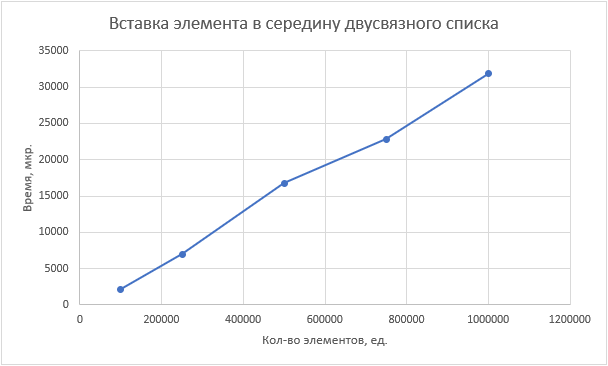 Вставка элемента в середину двусвязного списка
35000
30000
25000
20000
15000
10000
5000
0
Время, мкр.
0 200000 400000 600000 800000 1000000 1200000
Кол-во элементов, ед.